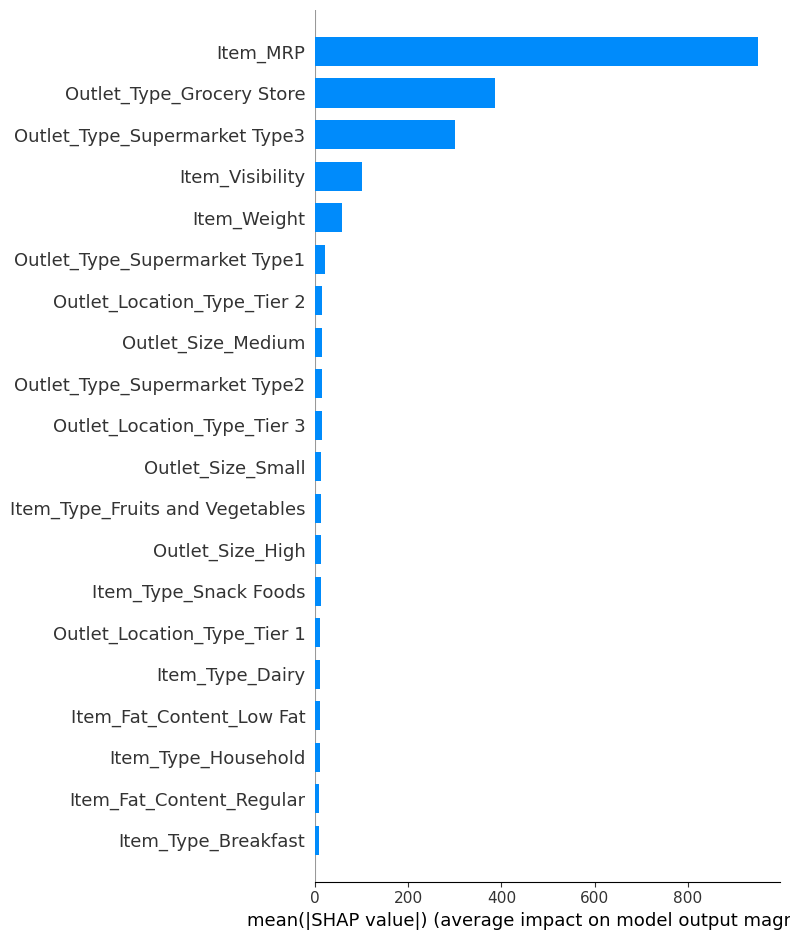 Item_MRP
Outlet_Type_Grocery Store
Outlet_Type_Supermarket Type3
Item_Visibility
Item_Weight
Outlet_Type_Supermarket Type1
Outlet_Location_Type_Tier 2
Outlet_Size_Medium
Outlet_Type_Supermarket Type2
Outlet_Location_Type_Tier 3
Outlet_Size_Small
Item_Type_Fruits and Vegetables
Outlet_Size_High
Item_Type_Snack Foods
Outlet_Location_Type_Tier 1
Item_Type_Dairy
Item_Fat_Content_Low Fat
Item_Type_Household
Item_Fat_Content_Regular
Item_Type_Breakfast
0 200 400 600 800
mean(|SHAP value|) (average impact on model output magr